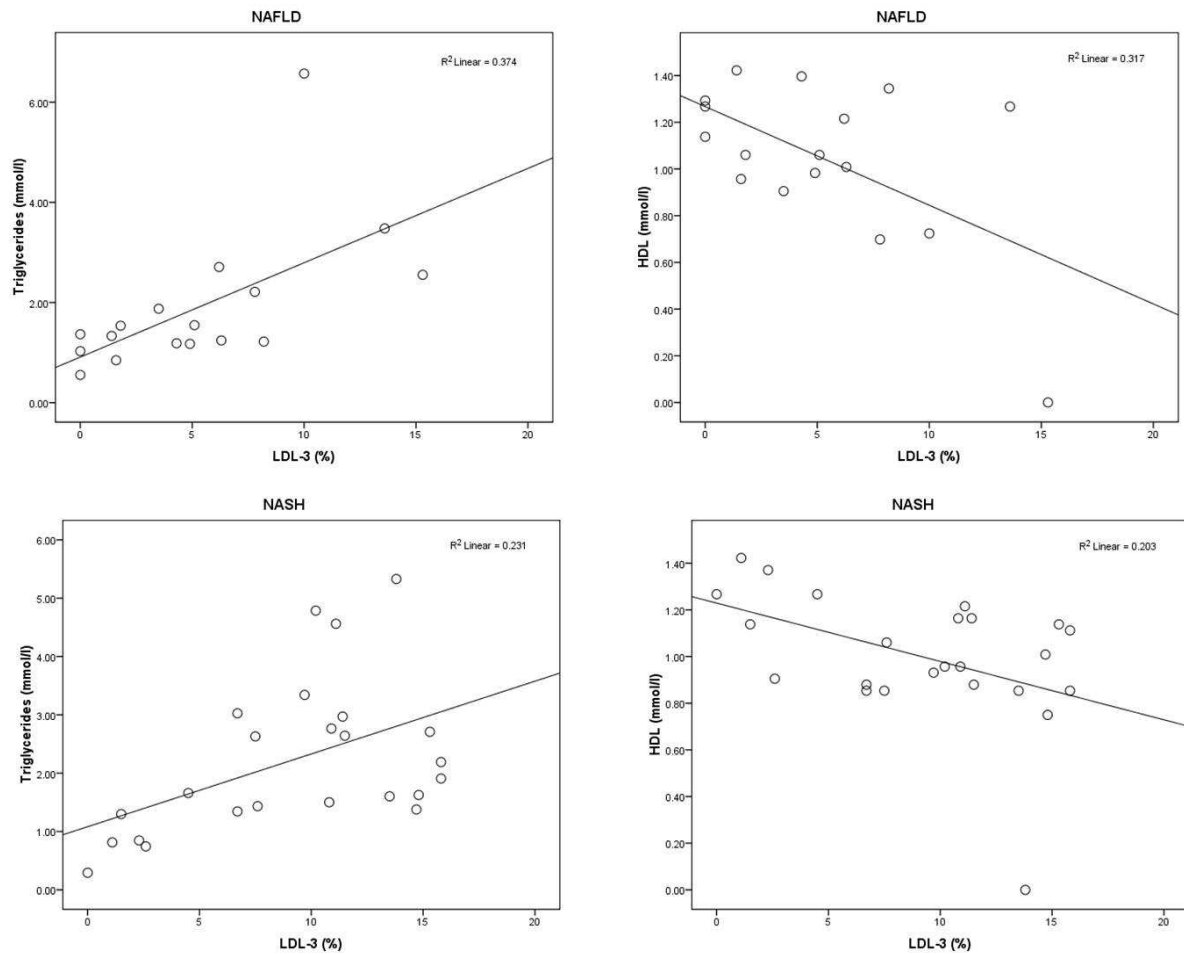 NAFLD
R² Linear = 0.374
Triglycerides (mmol/l)
6.00
4.00
2.00
0.00
0 5 10 15 20
LDL-3 (%)
NAFLD
R² Linear = 0.317
HDL (mmol/l)
1.40
1.20
1.00
0.80
0.60
0.40
0.20
0.00
0 5 10 15 20
LDL-3 (%)
NASH
R² Linear = 0.231
Triglycerides (mmol/l)
6.00
5.00
4.00
3.00
2.00
1.00
0.00
0 5 10 15 20
LDL-3 (%)
NASH
R² Linear = 0.203
HDL (mmol/l)
1.40
1.20
1.00
0.80
0.60
0.40
0.20
0.00
0 5 10 15 20
LDL-3 (%)